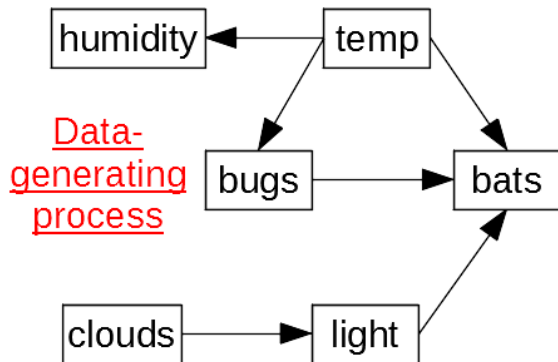 humidity
temp
Data-
generating
process
bugs
bats
clouds
light